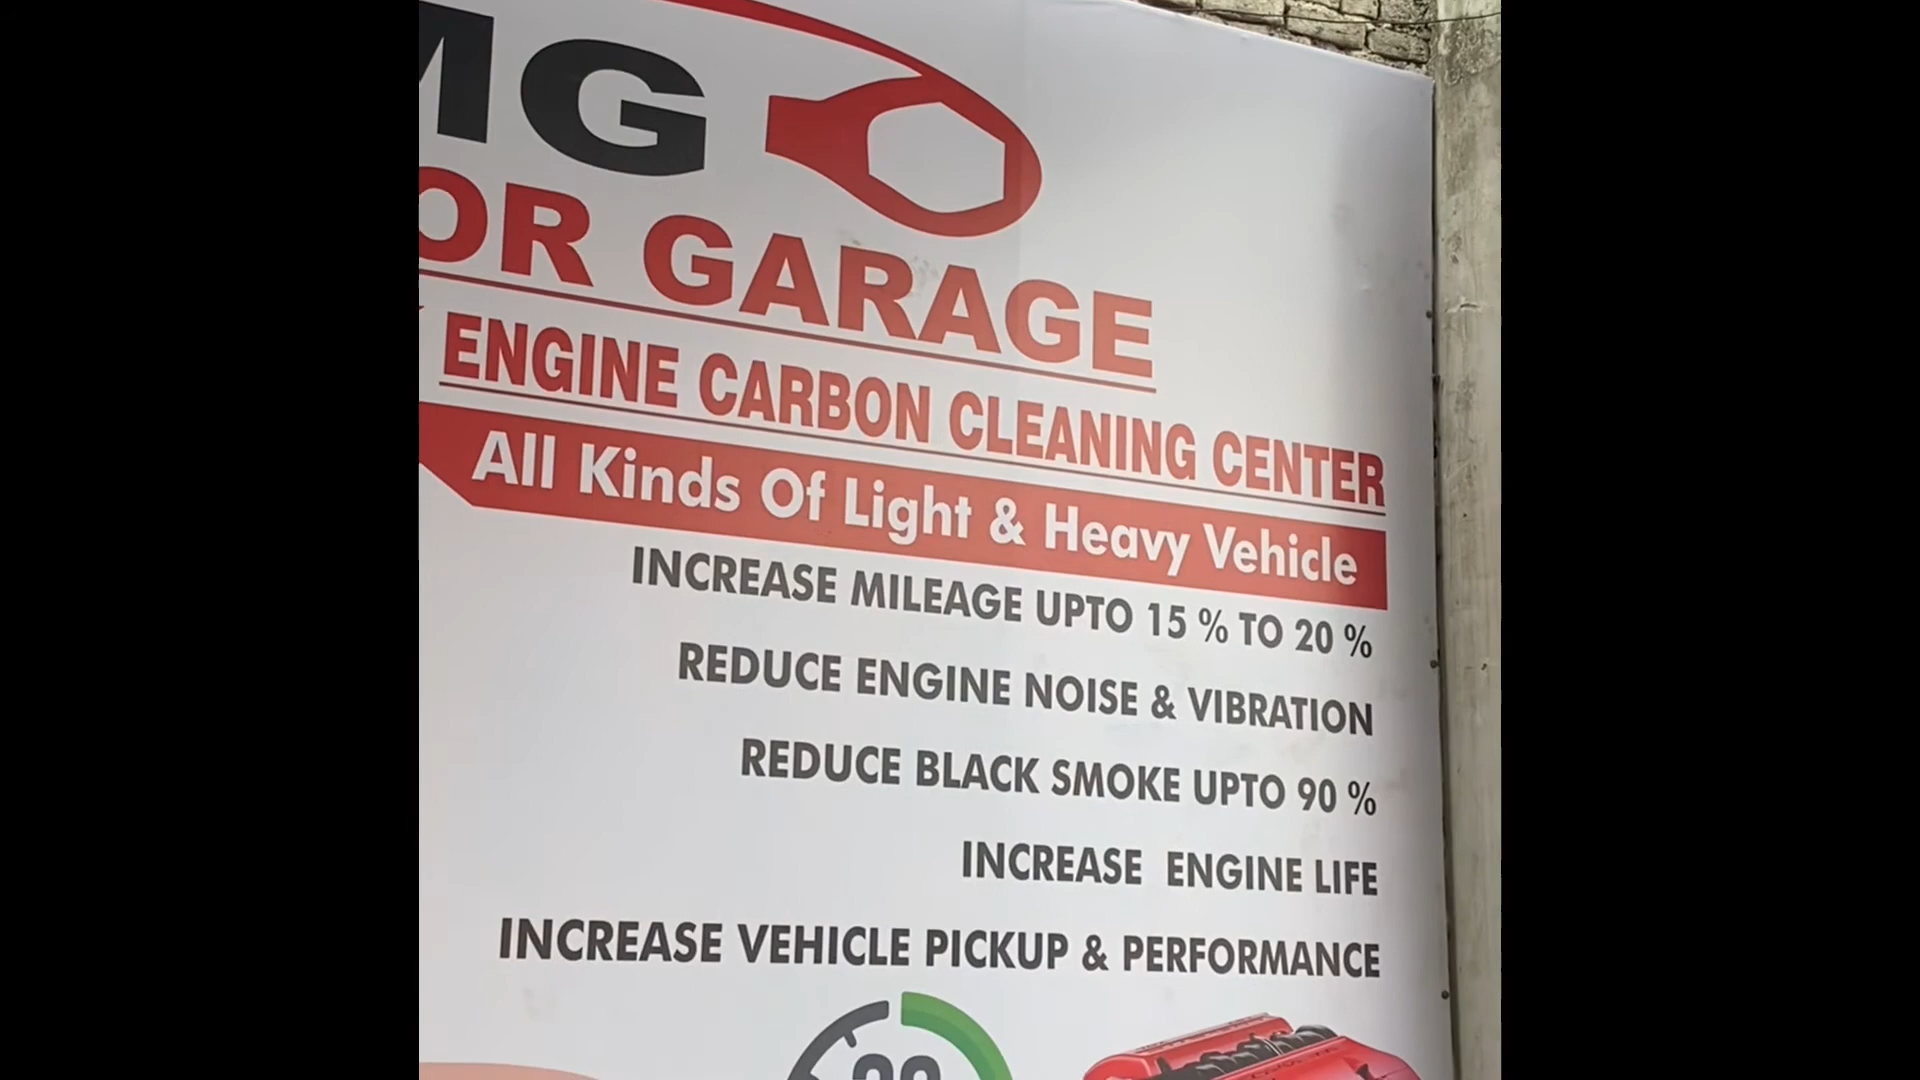 MG
OR GARAGE
ENGINE CARBON CLEANING CENTER
All Kinds Of Light & Heavy Vehicle
INCREASE MILEAGE UPTO 15 % TO 20 %
REDUCE ENGINE NOISE & VIBRATION
REDUCE BLACK SMOKE UPTO 90 %
INCREASE ENGINE LIFE
INCREASE VEHICLE PICKUP & PERFORMANCE